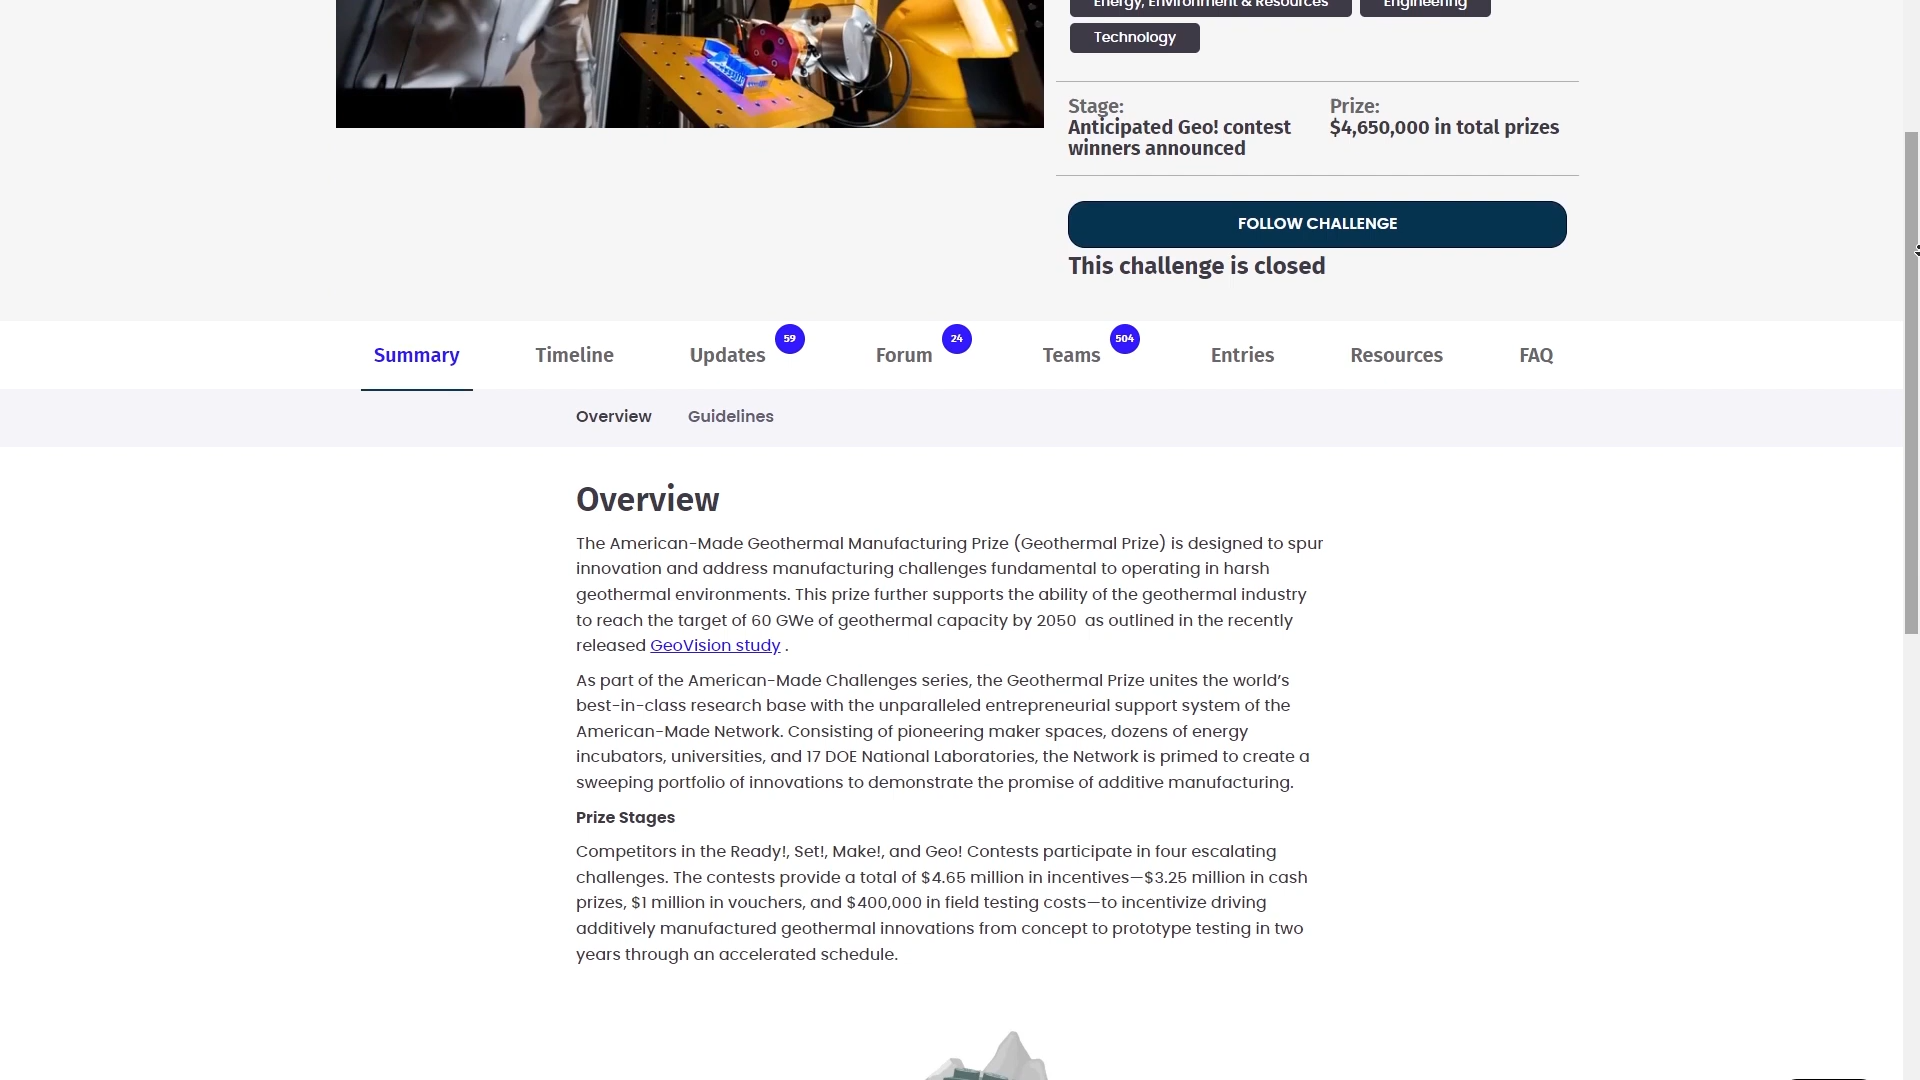 Energy, Environment & Resources
Engineering
Technology
Stage:
Anticipated Geo! contest
winners announced
Prize:
$4,650,000 in total prizes
FOLLOW CHALLENGE
This challenge is closed
Summary
Timeline
Updates
59
Forum
24
Teams
504
Entries
Resources
FAQ
Overview
Guidelines
Overview
The American-Made Geothermal Manufacturing Prize (Geothermal Prize) is designed to spur
innovation and address manufacturing challenges fundamental to operating in harsh
geothermal environments. This prize further supports the ability of the geothermal industry
to reach the target of 60 GWe of geothermal capacity by 2050 as outlined in the recently
released GeoVision study .
As part of the American-Made Challenges series, the Geothermal Prize unites the world’s
best-in-class research base with the unparalleled entrepreneurial support system of the
American-Made Network. Consisting of pioneering maker spaces, dozens of energy
incubators, universities, and 17 DOE National Laboratories, the Network is primed to create a
sweeping portfolio of innovations to demonstrate the promise of additive manufacturing.
Prize Stages
Competitors in the Ready!, Set!, Make!, and Geo! Contests participate in four escalating
challenges. The contests provide a total of $4.65 million in incentives—$3.25 million in cash
prizes, $1 million in vouchers, and $400,000 in field testing costs—to incentivize driving
additively manufactured geothermal innovations from concept to prototype testing in two
years through an accelerated schedule.